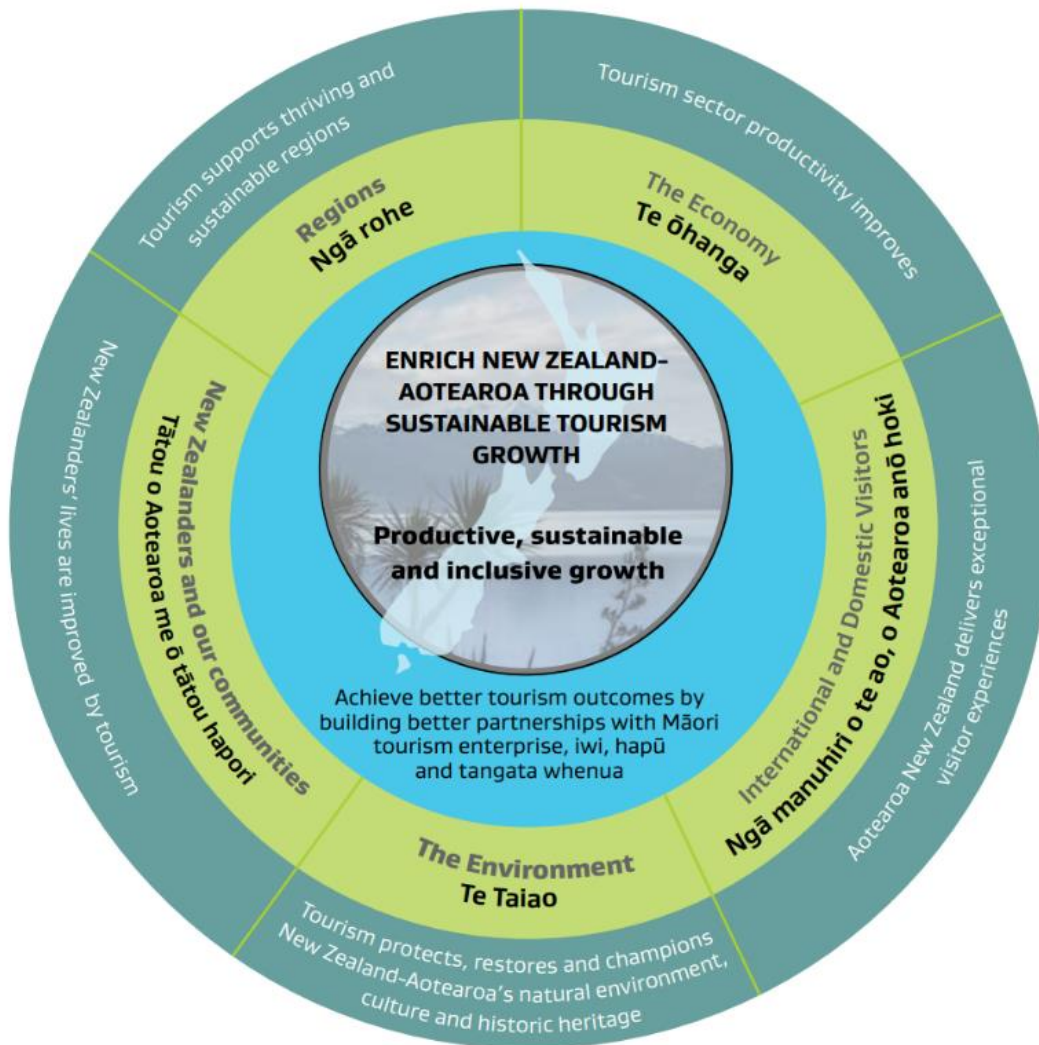 ENRICH NEW ZEALAND–
AOTEAROA THROUGH
SUSTAINABLE TOURISM
GROWTH
Productive, sustainable
and inclusive growth
Achieve better tourism outcomes by
building better partnerships with Māori
tourism enterprise, iwi, hapū
and tangata whenua
The Economy
Te ōhanga
Tourism sector productivity improves
International and Domestic Visitors
Ngā manuhiri o te ao, o Aotearoa anō hoki
Aotearoa New Zealand delivers exceptional
visitor experiences
The Environment
Te Taiao
Tourism protects, restores and champions
New Zealand-Aotearoa's natural environment,
culture and historic heritage
New Zealanders and our communities
Tātou o Aotearoa me ō tātou hapori
New Zealanders' lives are improved by tourism
Regions
Ngā rohe
Tourism supports thriving and
sustainable regions